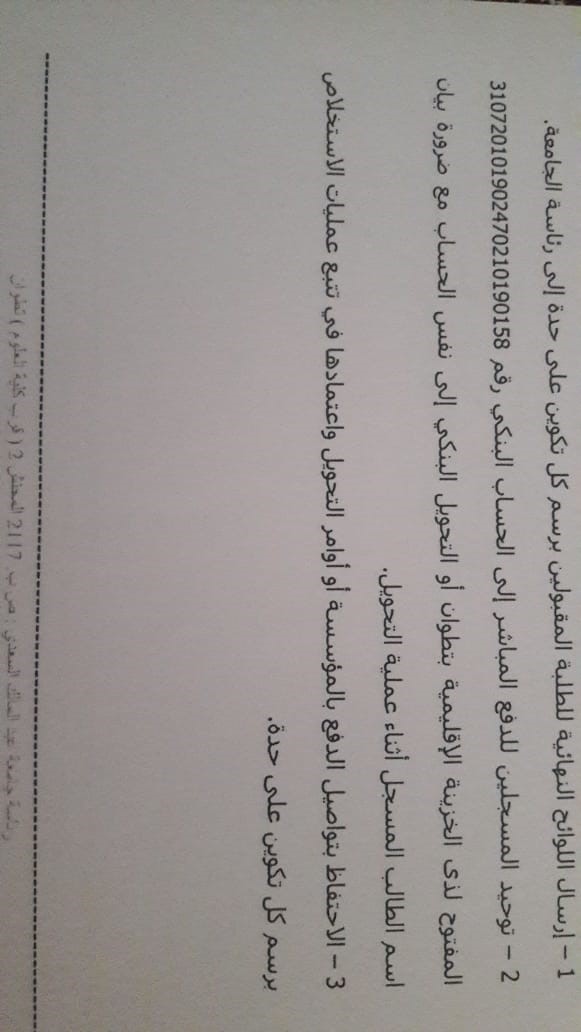 1 – إرسال اللوائح النهائية للطلبة المقبولين برسم كل تكوين على حدة إلى رئاسة الجامعة.
2 – توحيد المسجلين للدفع المباشر إلى الحساب البنكي رقم 310720101902470210190158
المفتوح لذى الخزينة الإقليمية بتطوان أو التحويل البنكي إلى نفس الحساب مع ضرورة بيان
اسم الطالب المسجل أثناء عملية التحويل.
3 – الاحتفاظ بتواصيل الدفع بالمؤسسة أو أوامر التحويل واعتمادها في تتبع عمليات الاستخلاص
برسم كل تكوين على حدة.
رئاسة جامعة عبد المالك السعدي : ص ب. 2117 المحنش 2 ( قرب كلية العلوم ) تطوان